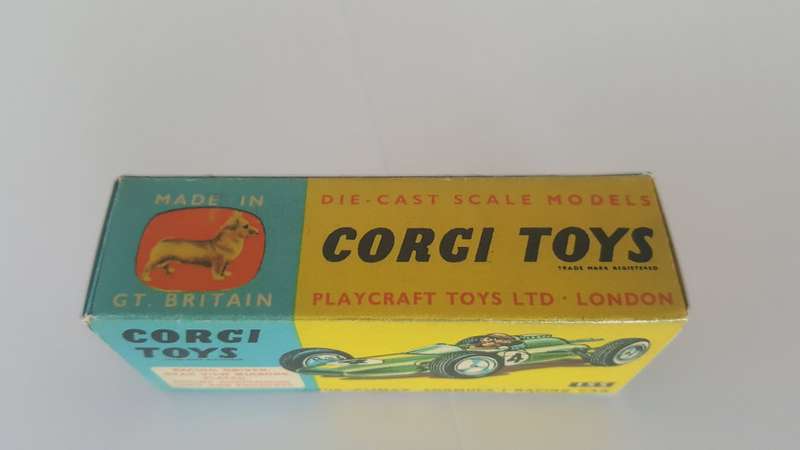 MADE IN
GT. BRITAIN
DIE-CAST SCALE MODELS
CORGI TOYS
TRADE MARK REGISTERED
PLAYCRAFT TOYS LTD · LONDON
CORGI
TOYS
4
155